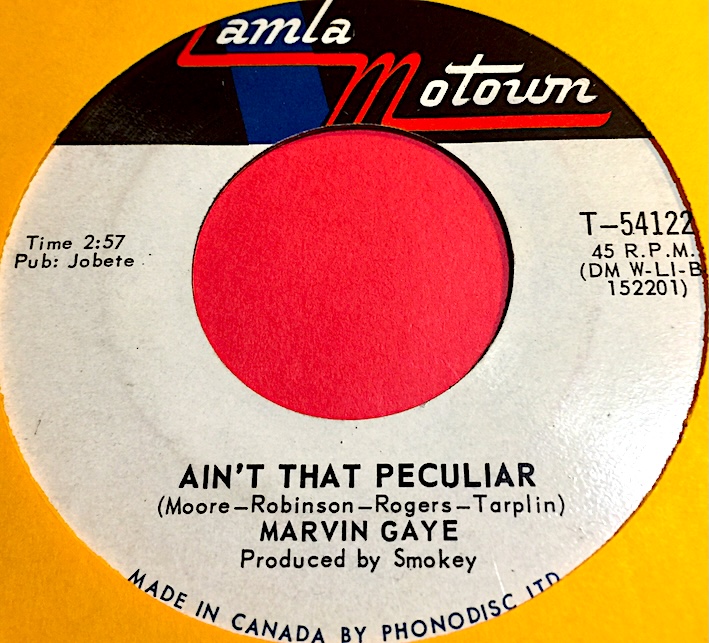 Tamla
Motown
Time 2:57
Pub: Jobete
T-54122
45 R.P.M.
(DM W-LI-B
152201)
AIN'T THAT PECULIAR
(Moore-Robinson-Rogers-Tarplin)
MARVIN GAYE
Produced by Smokey
MADE IN CANADA BY PHONODISC LTD